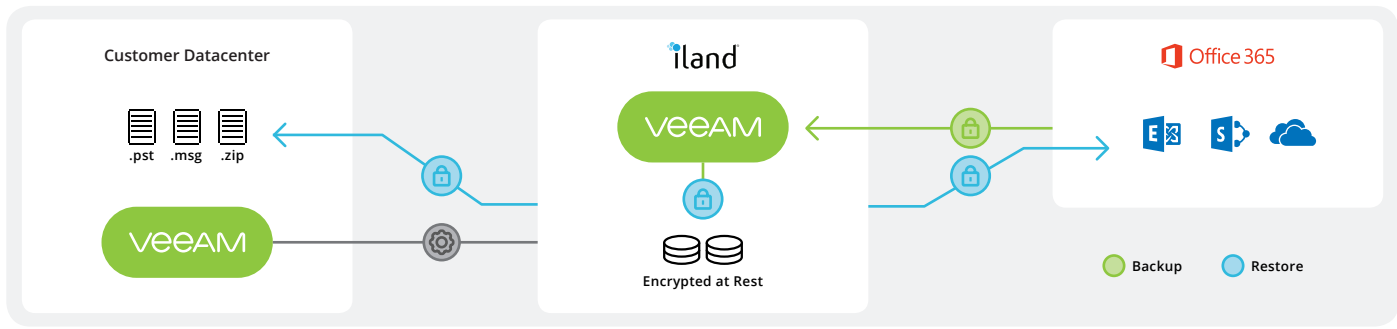 Customer Datacenter
.pst .msg .zip
veeam
iland
veeam
Encrypted at Rest
Office 365
E
S
Backup Restore